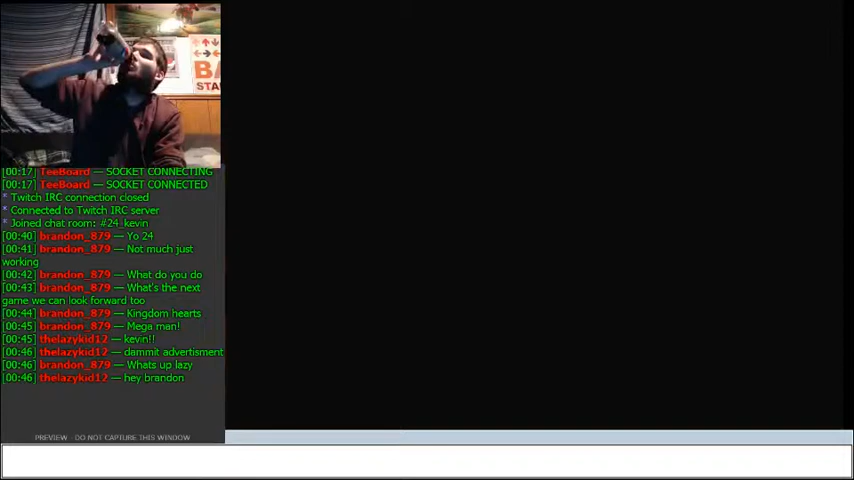 BA
STA
[00:17] TeeBoard — SOCKET CONNECTING
[00:17] TeeBoard — SOCKET CONNECTED
* Twitch IRC connection closed
* Connected to Twitch IRC server
* Joined chat room: #24_kevin
[00:40] brandon_879 — Yo 24
[00:41] brandon_879 — Not much just
working
[00:42] brandon_879 — What do you do
[00:43] brandon_879 — What's the next
game we can look forward too
[00:44] brandon_879 — Kingdom hearts
[00:45] brandon_879 — Mega man!
[00:45] thelazykid12 — kevin!!
[00:46] thelazykid12 — dammit advertisment
[00:46] brandon_879 — Whats up lazy
[00:46] thelazykid12 — hey brandon
PREVIEW - DO NOT CAPTURE THIS WINDOW